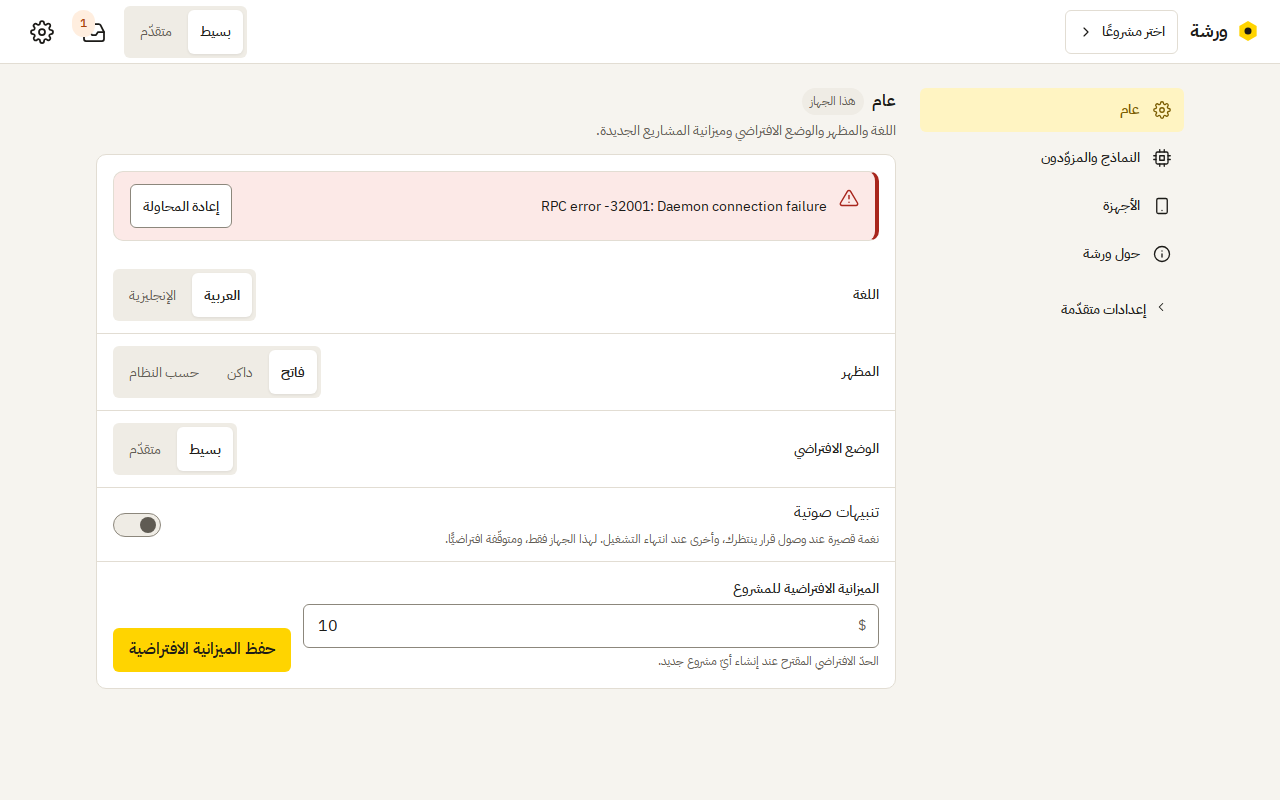 ورشة
اختر مشروعًا
بسيط
متقدّم
1
عام
النماذج والمزوّدون
الأجهزة
حول ورشة
إعدادات متقدّمة
عام
هذا الجهاز
اللغة والمظهر والوضع الافتراضي وميزانية المشاريع الجديدة.
RPC error -32001: Daemon connection failure
إعادة المحاولة
اللغة
العربية
الإنجليزية
المظهر
فاتح
داكن
حسب النظام
الوضع الافتراضي
بسيط
متقدّم
تنبيهات صوتية
نغمة قصيرة عند وصول قرار ينتظرك، وأخرى عند انتهاء التشغيل. لهذا الجهاز فقط، ومتوقّفة افتراضيًّا.
الميزانية الافتراضية للمشروع
$
10
حفظ الميزانية الافتراضية
الحدّ الافتراضي المقترح عند إنشاء أيّ مشروع جديد.